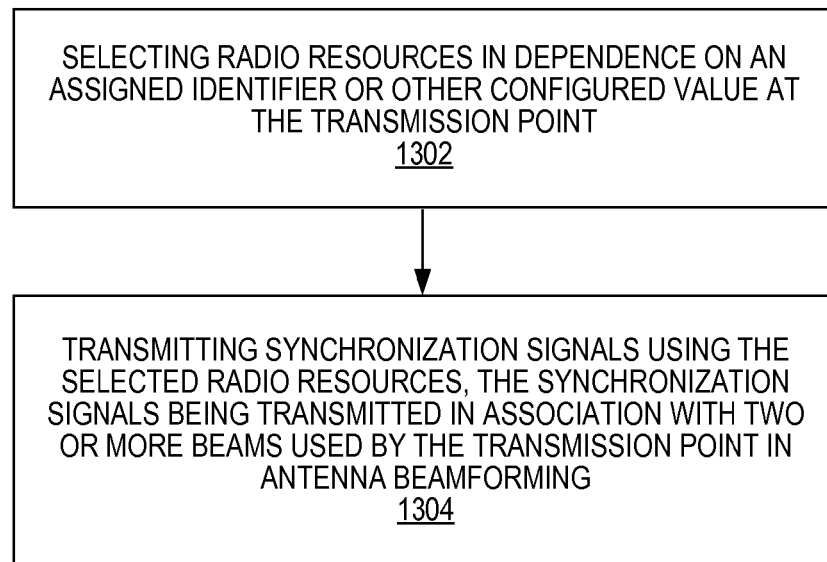 SELECTING RADIO RESOURCES IN DEPENDENCE ON AN
ASSIGNED IDENTIFIER OR OTHER CONFIGURED VALUE AT
THE TRANSMISSION POINT
1302
TRANSMITTING SYNCHRONIZATION SIGNALS USING THE
SELECTED RADIO RESOURCES, THE SYNCHRONIZATION
SIGNALS BEING TRANSMITTED IN ASSOCIATION WITH TWO
OR MORE BEAMS USED BY THE TRANSMISSION POINT IN
ANTENNA BEAMFORMING
1304